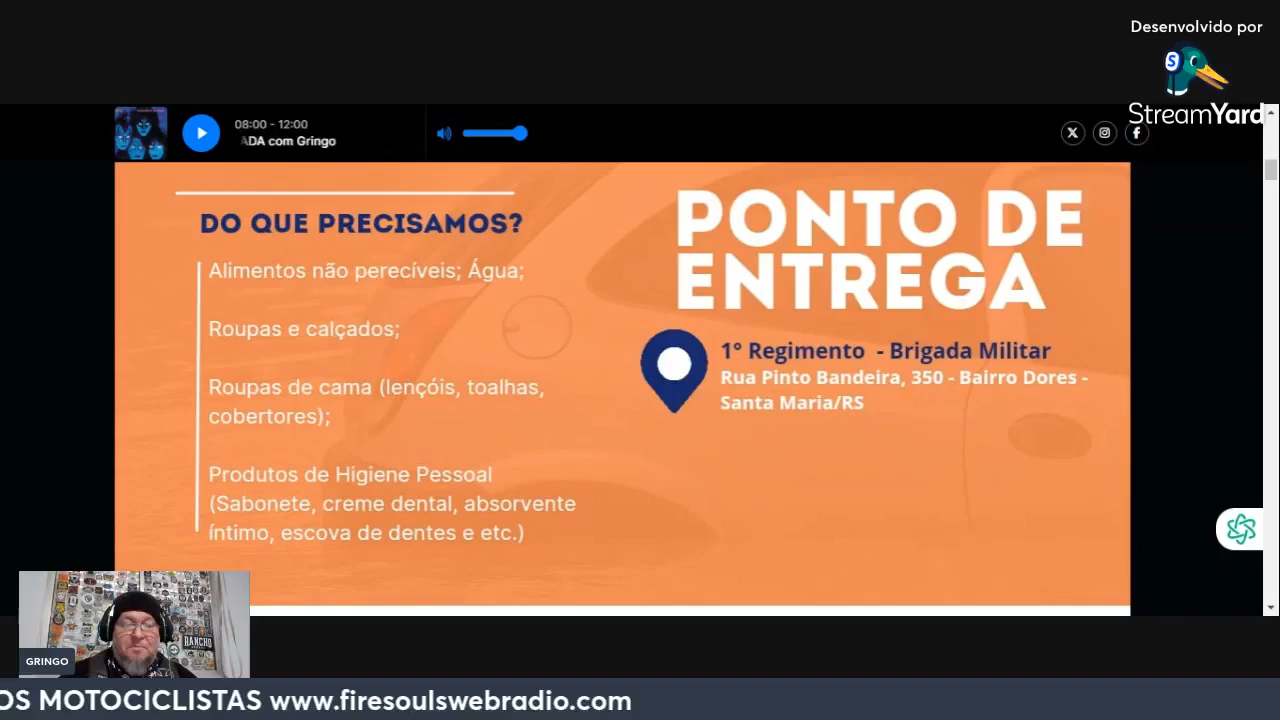 Desenvolvido por
StreamYard
08:00 - 12:00
ADA com Gringo
DO QUE PRECISAMOS?
Alimentos não perecíveis; Água;
Roupas e calçados;
Roupas de cama (lençóis, toalhas,
cobertores);
Produtos de Higiene Pessoal
(Sabonete, creme dental, absorvente
íntimo, escova de dentes e etc.)
PONTO DE
ENTREGA
1° Regimento - Brigada Militar
Rua Pinto Bandeira, 350 - Bairro Dores -
Santa Maria/RS
RANCHO
GRINGO
OS MOTOCICLISTAS www.firesoulswebradio.com